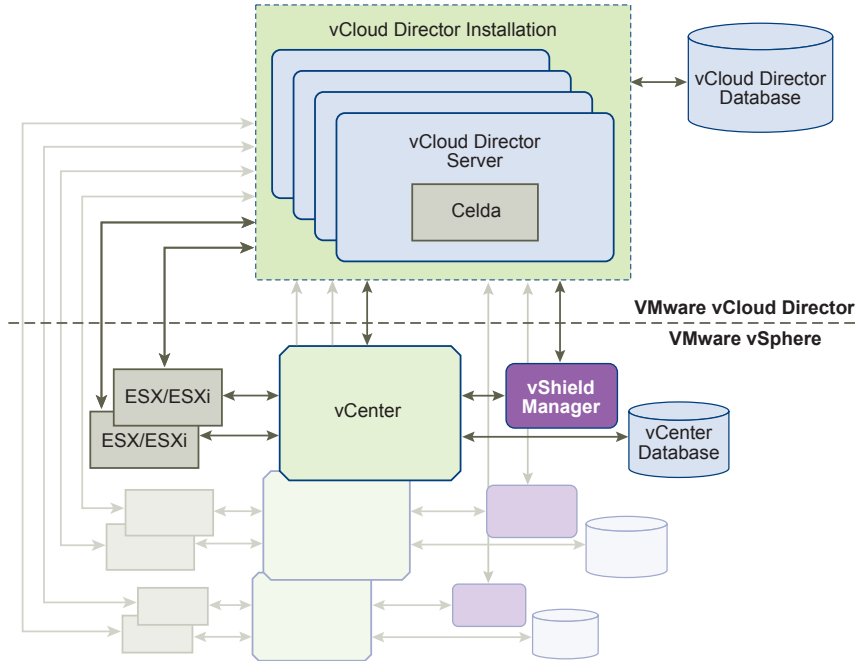 vCloud Director Installation
vCloud Director
Database
vCloud Director
Server
Celda
VMware vCloud Director
VMware vSphere
ESX/ESXi
ESX/ESXi
vCenter
vShield
Manager
vCenter
Database